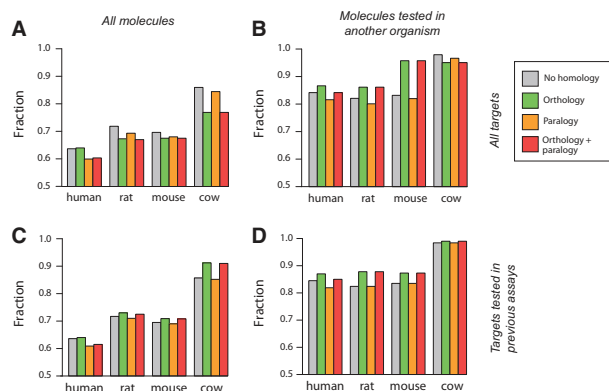 All molecules
Molecules tested in
another organism
A
B
Fraction
1.0
0.9
0.8
0.7
0.6
0.5
human rat mouse cow
1.0
0.9
0.8
0.7
0.6
0.5
human rat mouse cow
All targets
No homology
Orthology
Paralogy
Orthology +
paralogy
C
D
Fraction
1.0
0.9
0.8
0.7
0.6
0.5
human rat mouse cow
Fraction
1.0
0.9
0.8
0.7
0.6
0.5
human rat mouse cow
Targets tested in
previous assays